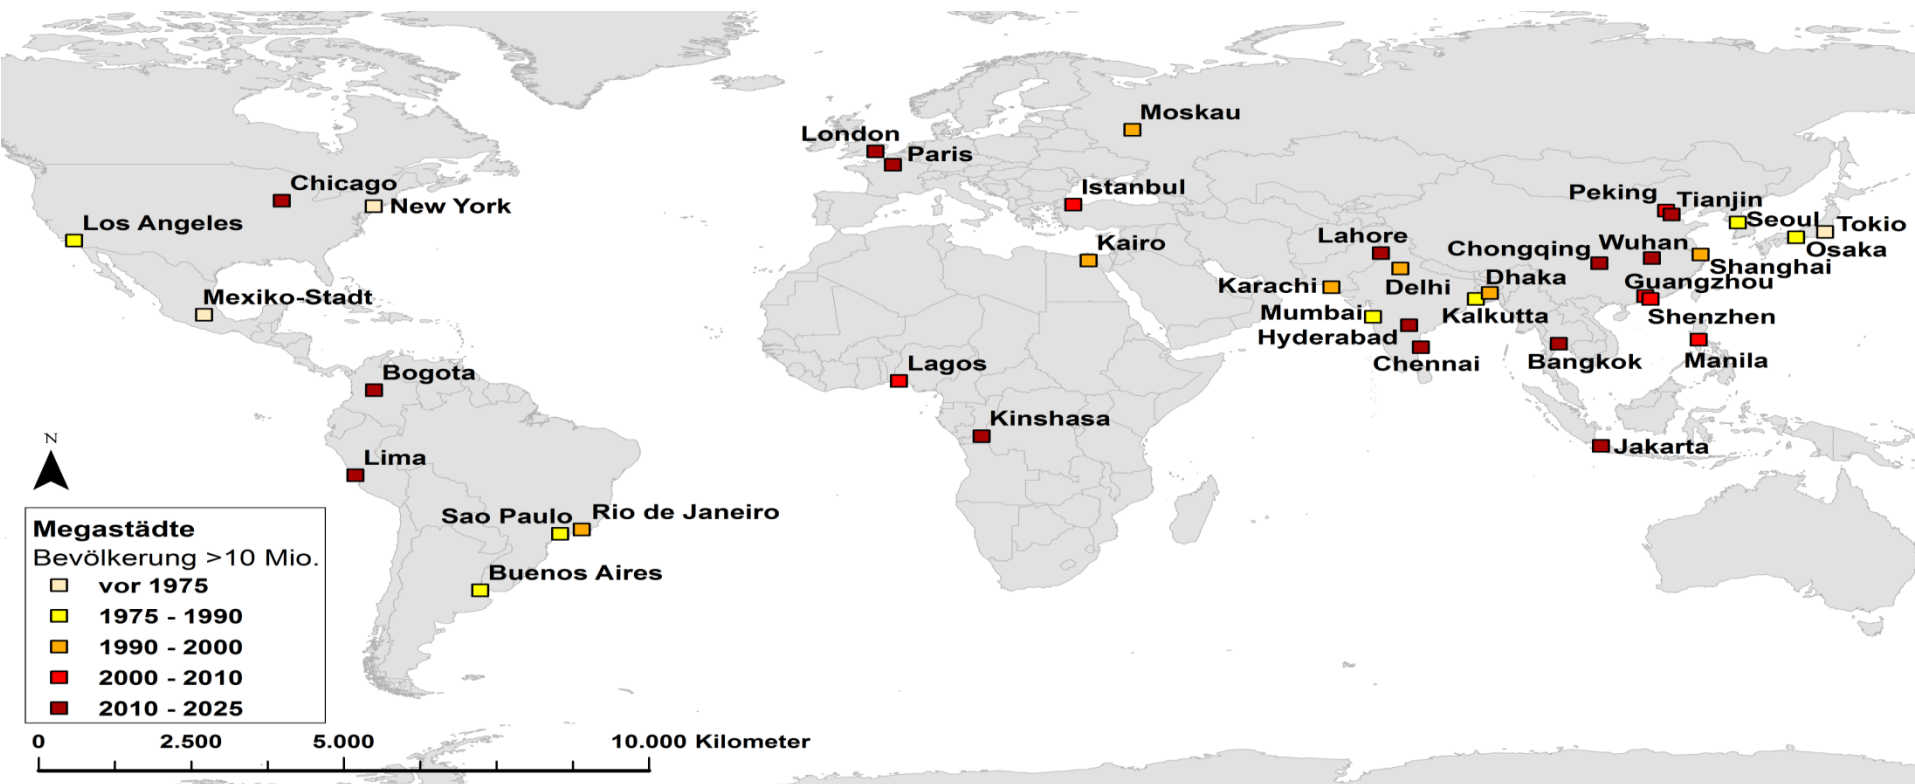 Moskau
London
Paris
Chicago
New York
Istanbul
Peking
Tianjin
Seoul
Tokio
Osaka
Los Angeles
Kairo
Lahore
Chongqing
Wuhan
Shanghai
Karachi
Delhi
Dhaka
Guangzhou
Mexiko-Stadt
Mumbai
Kalkutta
Shenzhen
Hyderabad
Chennai
Bangkok
Manila
Bogota
Lagos
Kinshasa
Jakarta
Lima
Sao Paulo
Rio de Janeiro
Buenos Aires
N
Megastädte
Bevölkerung >10 Mio.
vor 1975
1975 - 1990
1990 - 2000
2000 - 2010
2010 - 2025
0 2.500 5.000 10.000 Kilometer